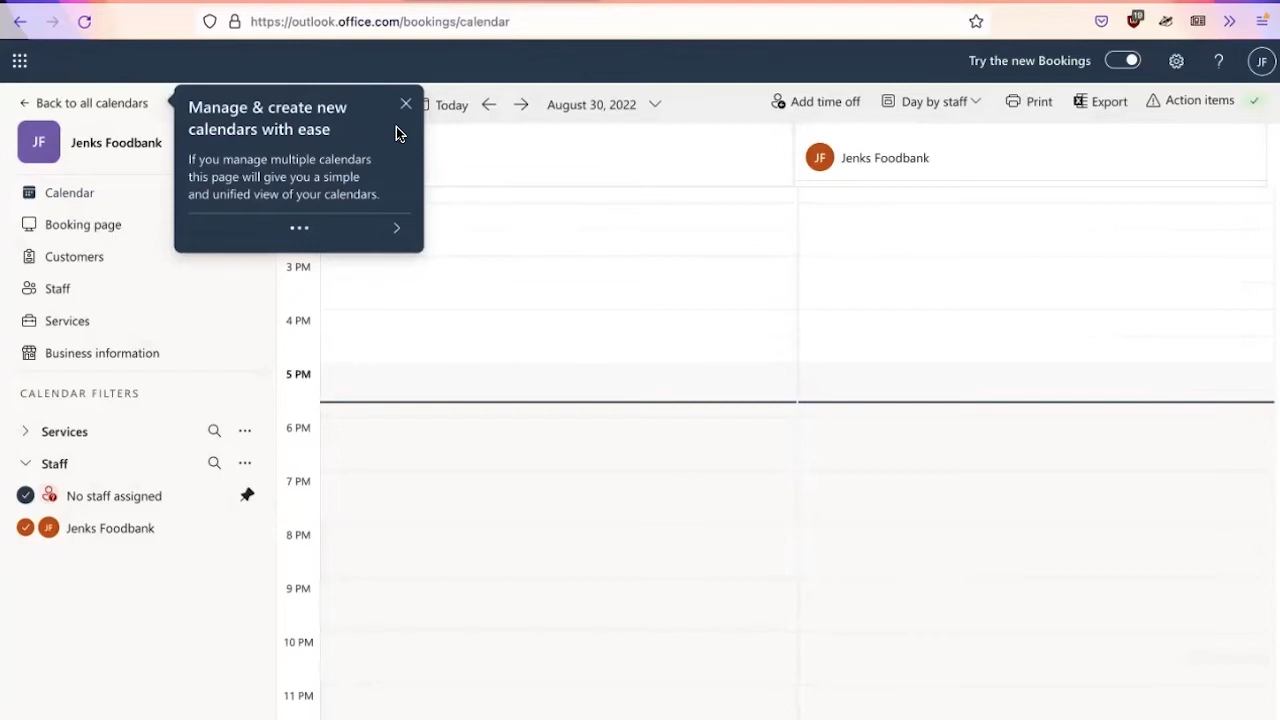 https://outlook.office.com/bookings/calendar
19
Try the new Bookings
JF
Back to all calendars
JF
Jenks Foodbank
Calendar
Booking page
Customers
Staff
Services
Business information
CALENDAR FILTERS
Services
Staff
No staff assigned
JF Jenks Foodbank
Manage & create new
calendars with ease
If you manage multiple calendars
this page will give you a simple
and unified view of your calendars.
Today
August 30, 2022
Add time off
Day by staff
Print
Export
Action items
JF Jenks Foodbank
3 PM
4 PM
5 PM
6 PM
7 PM
8 PM
9 PM
10 PM
11 PM